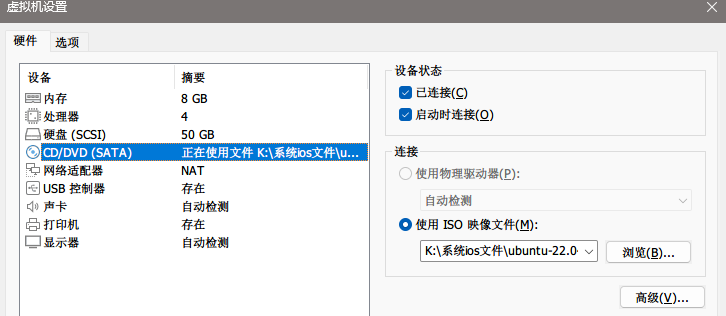 虚拟机设置
硬件 选项
设备 摘要
内存 8 GB
处理器 4
硬盘 (SCSI) 50 GB
CD/DVD (SATA) 正在使用文件 K:\系统ios文件\u...
网络适配器 NAT
USB 控制器 存在
声卡 自动检测
打印机 存在
显示器 自动检测
设备状态
已连接(C)
启动时连接(O)
连接
使用物理驱动器(P):
自动检测
使用 ISO 映像文件(M):
K:\系统ios文件\ubuntu-22.0 浏览(B)...
高级(V)...